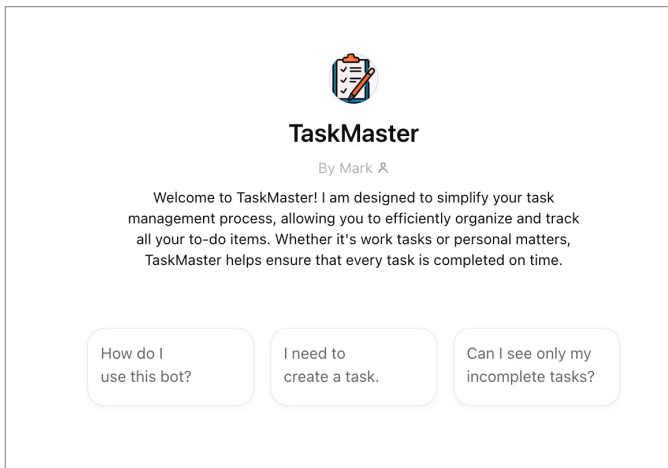 TaskMaster
By Mark
Welcome to TaskMaster! I am designed to simplify your task
management process, allowing you to efficiently organize and track
all your to-do items. Whether it's work tasks or personal matters,
TaskMaster helps ensure that every task is completed on time.
How do I
use this bot?
I need to
create a task.
Can I see only my
incomplete tasks?